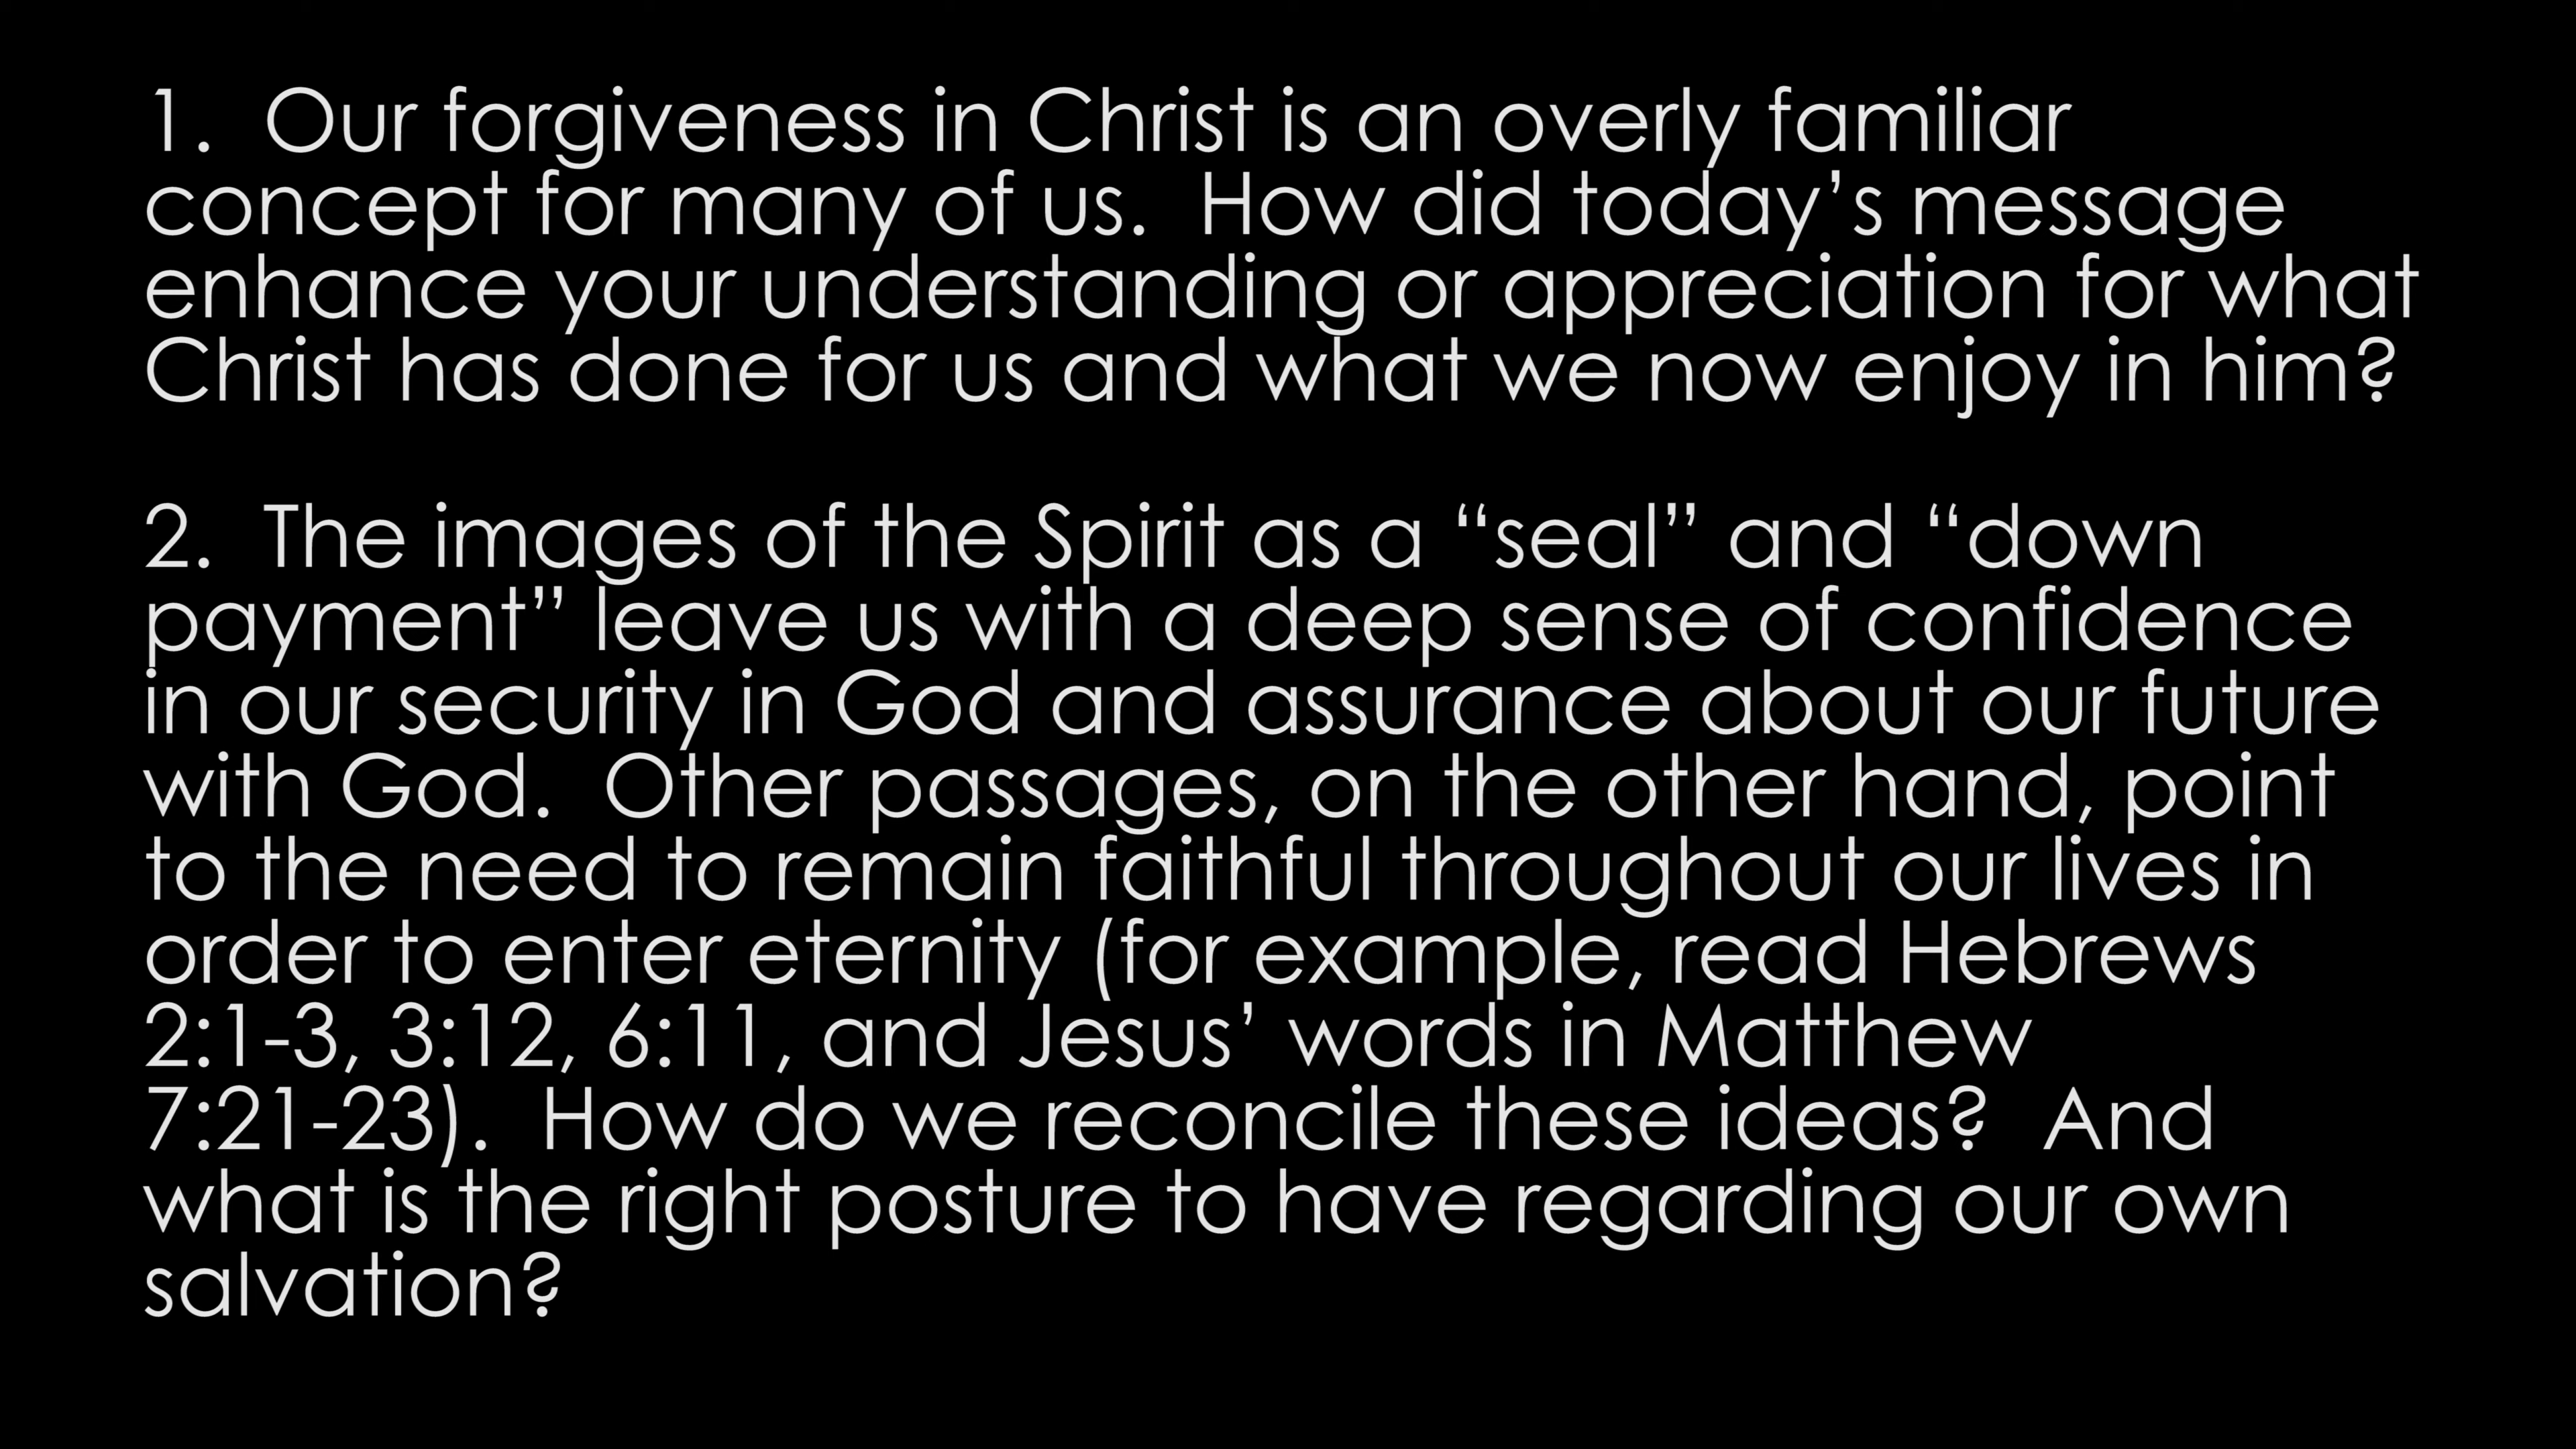 1.  Our forgiveness in Christ is an overly familiar
concept for many of us.  How did today’s message
enhance your understanding or appreciation for what
Christ has done for us and what we now enjoy in him?
2.  The images of the Spirit as a “seal” and “down
payment” leave us with a deep sense of confidence
in our security in God and assurance about our future
with God.  Other passages, on the other hand, point
to the need to remain faithful throughout our lives in
order to enter eternity (for example, read Hebrews
2:1-3, 3:12, 6:11, and Jesus’ words in Matthew
7:21-23).  How do we reconcile these ideas?  And
what is the right posture to have regarding our own
salvation?